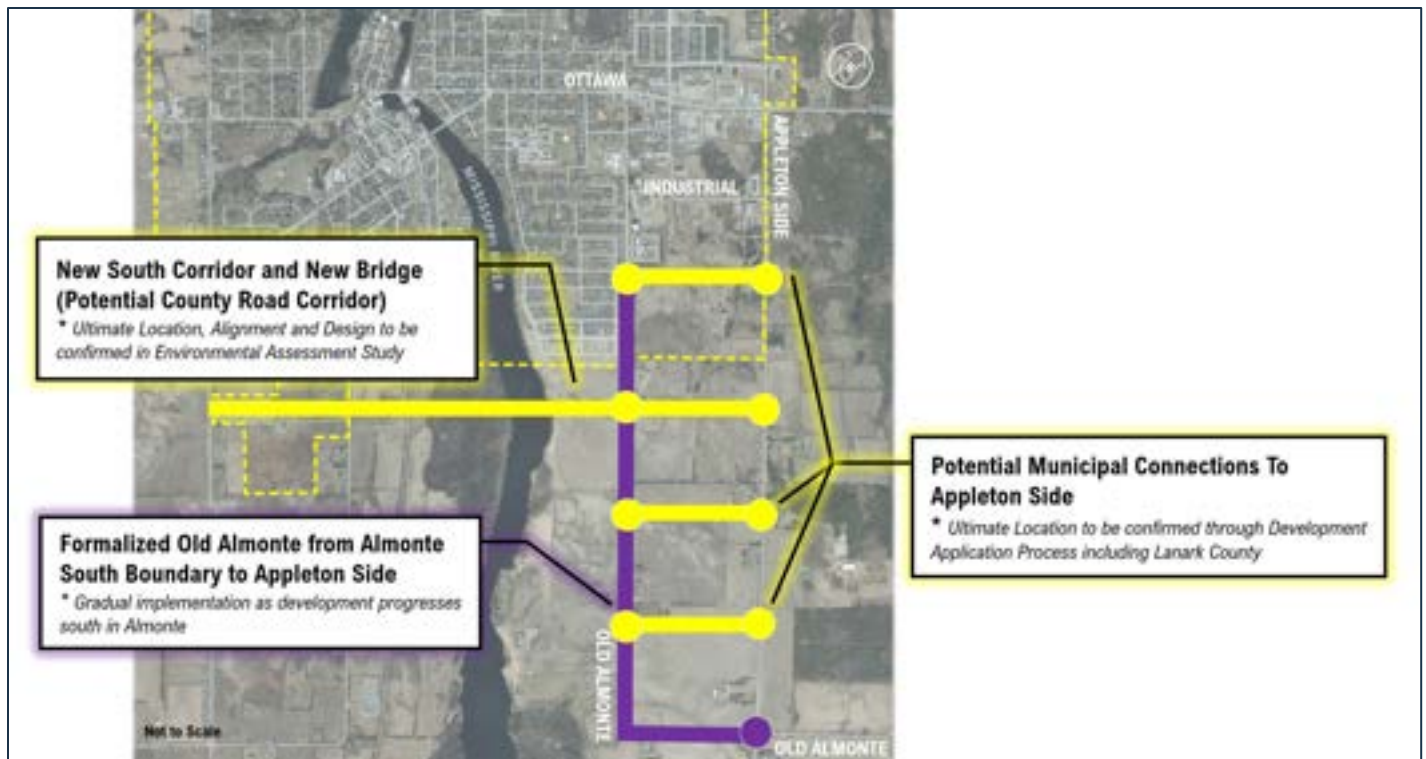 OTTAWA
APPLETON SIDE
INDUSTRIAL
MISSISSIPPI RIVER
New South Corridor and New Bridge
(Potential County Road Corridor)
* Ultimate Location, Alignment and Design to be
confirmed in Environmental Assessment Study
Potential Municipal Connections To
Appleton Side
* Ultimate Location to be confirmed through Development
Application Process including Lanark County
Formalized Old Almonte from Almonte
South Boundary to Appleton Side
* Gradual implementation as development progresses
south in Almonte
OLD ALMONTE
Not to Scale
OLD ALMONTE